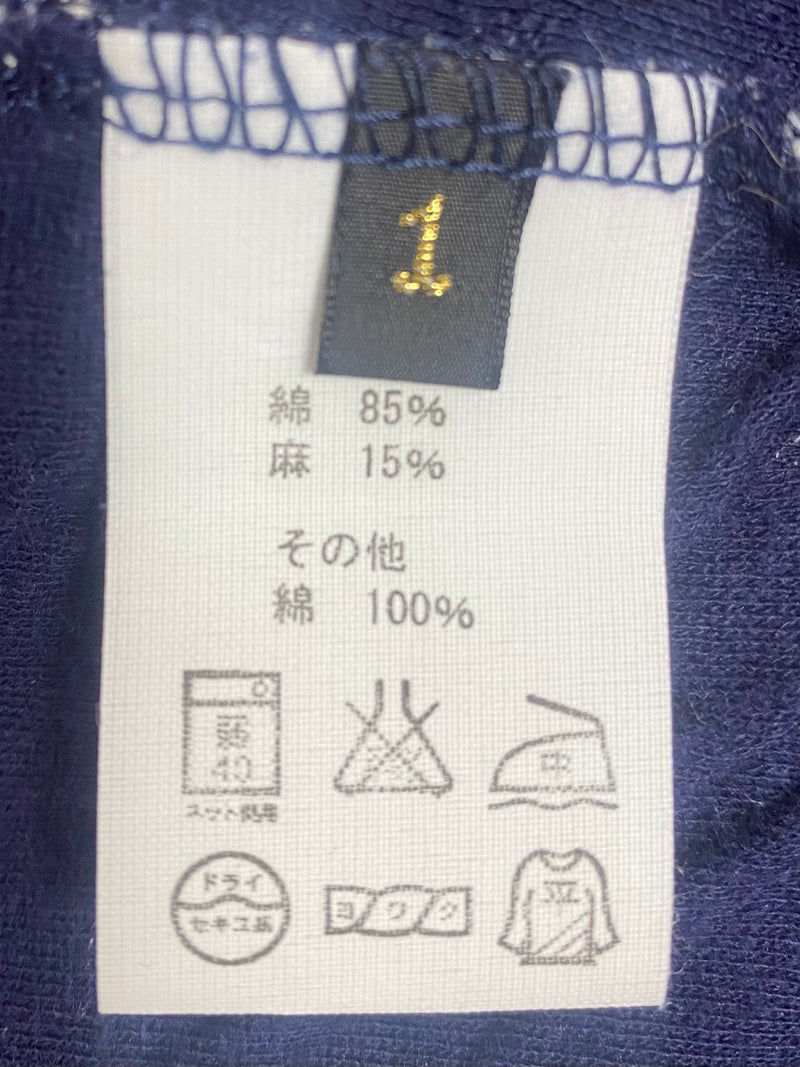 1
綿 85%
麻 15%
その他
綿 100%
弱
40
ネット使用
中
ドライ
セキユ系
ヨワク
平